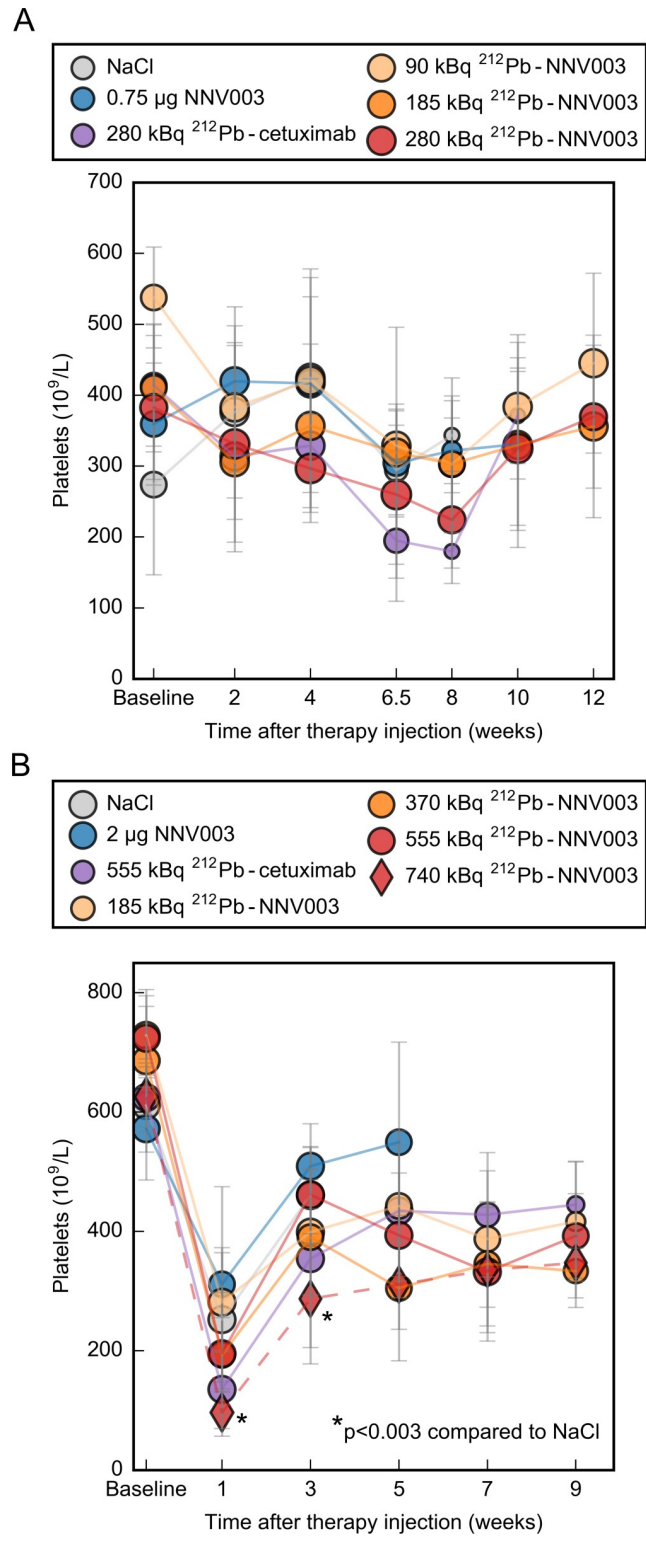 A
NaCl
0.75 µg NNV003
280 kBq ²¹²Pb-cetuximab
90 kBq ²¹²Pb-NNV003
185 kBq ²¹²Pb-NNV003
280 kBq ²¹²Pb-NNV003
700
600
500
400
300
200
100
0
Platelets (10⁹/L)
Baseline 2 4 6.5 8 10 12
Time after therapy injection (weeks)
B
NaCl
2 µg NNV003
555 kBq ²¹²Pb-cetuximab
185 kBq ²¹²Pb-NNV003
370 kBq ²¹²Pb-NNV003
555 kBq ²¹²Pb-NNV003
740 kBq ²¹²Pb-NNV003
800
600
400
200
0
Platelets (10⁹/L)
*
*
*p<0.003 compared to NaCl
Baseline 1 3 5 7 9
Time after therapy injection (weeks)